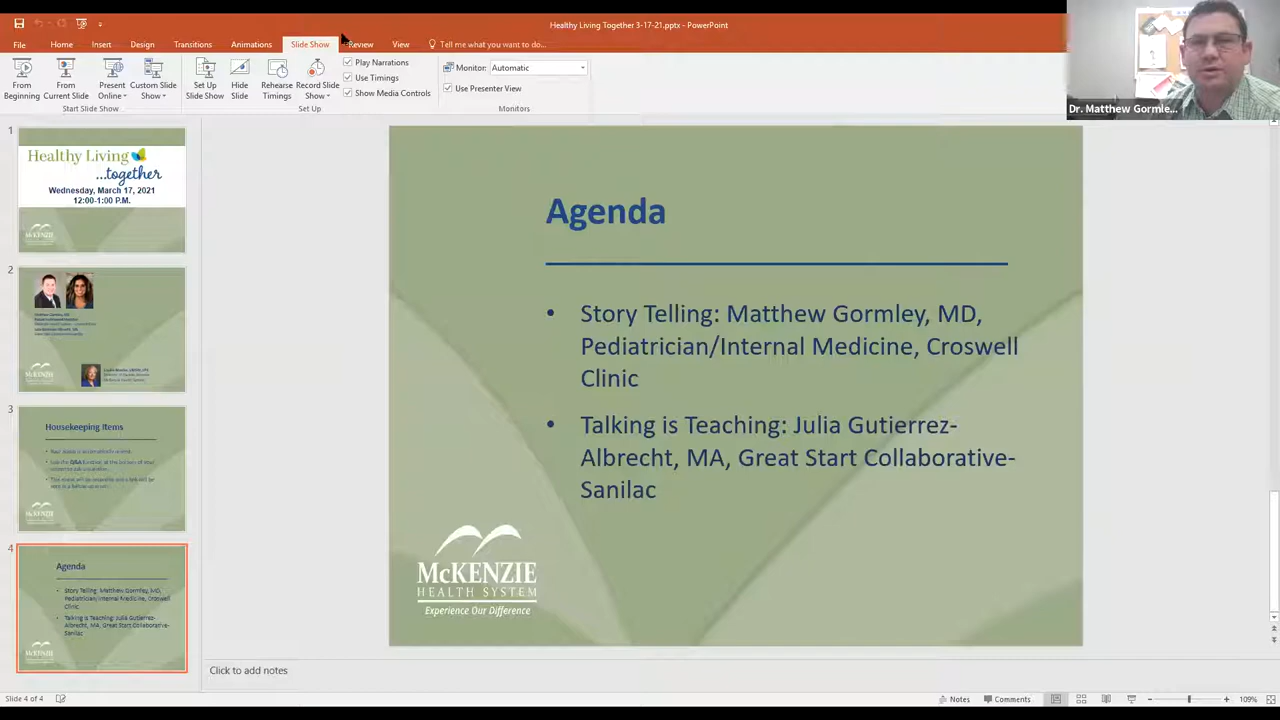 Healthy Living Together 3-17-21.pptx - PowerPoint
File Home Insert Design Transitions Animations Slide Show Review View Tell me what you want to do...
From Beginning
From Current Slide
Present Online
Custom Slide Show
Set Up Slide Show
Hide Slide
Rehearse Timings
Record Slide Show
Play Narrations
Use Timings
Show Media Controls
Monitor: Automatic
Use Presenter View
Start Slide Show
Set Up
Monitors
Dr. Matthew Gormle...
1
Healthy Living
...together
Wednesday, March 17, 2021
12:00-1:00 P.M.
2
3
Housekeeping Items
4
Agenda
Story Telling: Matthew Gormley, MD,
Pediatrician/Internal Medicine, Croswell
Clinic
Talking is Teaching: Julia Gutierrez-
Albrecht, MA, Great Start Collaborative-
Sanilac
Agenda
• Story Telling: Matthew Gormley, MD,
Pediatrician/Internal Medicine, Croswell
Clinic
• Talking is Teaching: Julia Gutierrez-
Albrecht, MA, Great Start Collaborative-
Sanilac
McKENZIE
HEALTH SYSTEM
Experience Our Difference
Click to add notes
Slide 4 of 4
Notes
Comments
109%